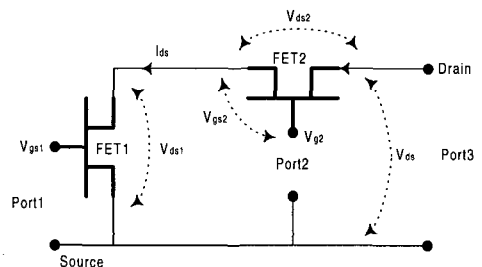 Vds2
Ids
FET2
Drain
Vgs2
Vg2
Vgs1
FET1
Vds1
Vds
Port2
Port3
Port1
Source